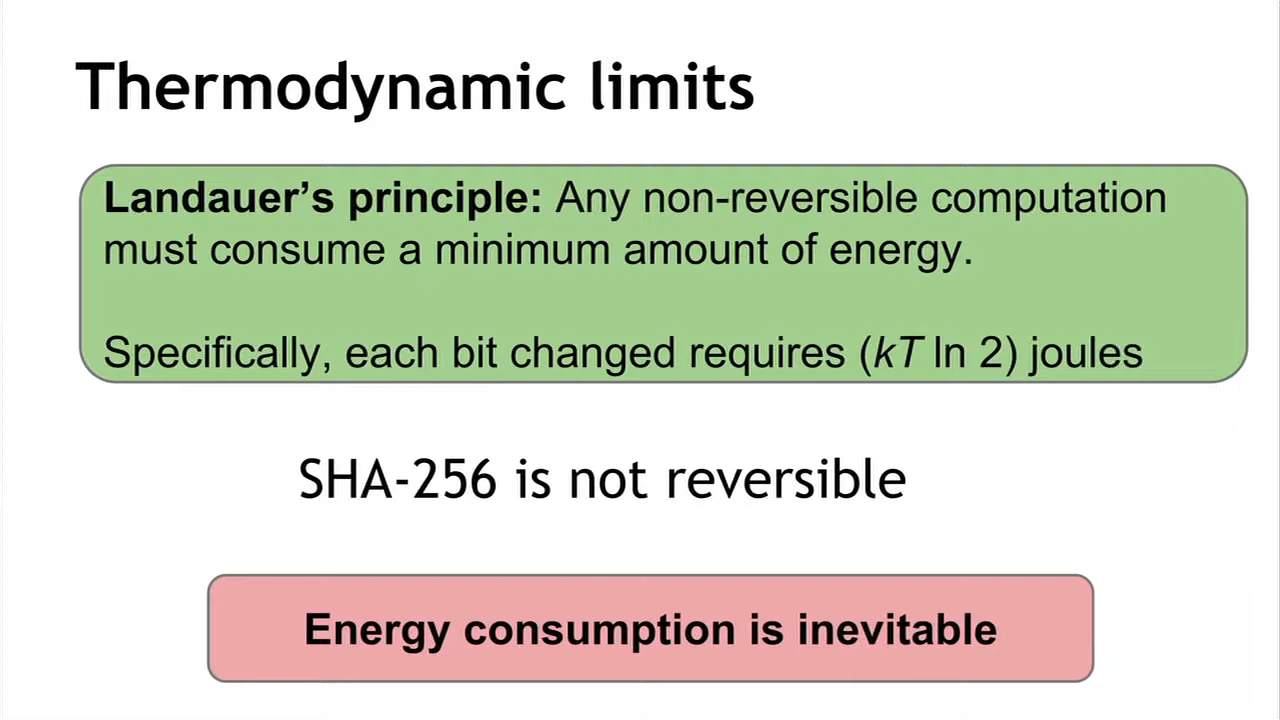 Thermodynamic limits
Landauer’s principle: Any non-reversible computation
must consume a minimum amount of energy.
Specifically, each bit changed requires (kT ln 2) joules
SHA-256 is not reversible
Energy consumption is inevitable